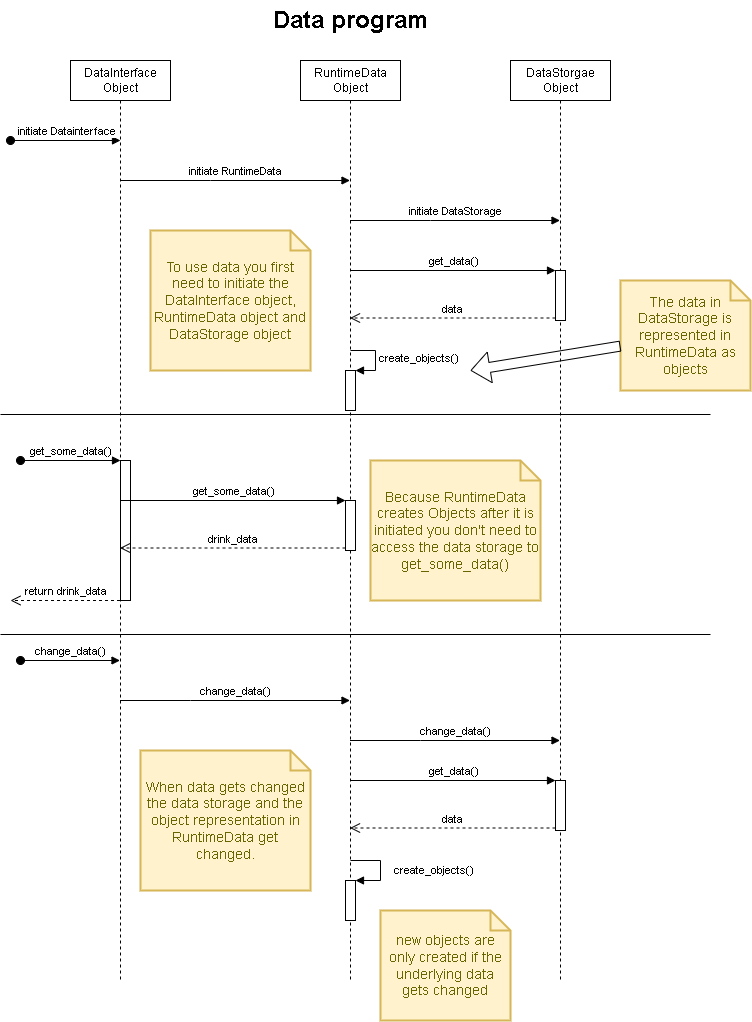 Data program
DataInterface
Object
RuntimeData
Object
DataStorgae
Object
initiate Datainterface
initiate RuntimeData
initiate DataStorage
To use data you first
need to initiate the
DataInterface object,
RuntimeData object and
DataStorage object
get_data()
data
The data in
DataStorage is
represented in
RuntimeData as
objects
create_objects()
get_some_data()
get_some_data()
drink_data
return drink_data
Because RuntimeData
creates Objects after it is
initiated you don't need to
access the data storage to
get_some_data()
change_data()
change_data()
change_data()
get_data()
data
When data gets changed
the data storage and the
object representation in
RuntimeData get
changed.
create_objects()
new objects are
only created if the
underlying data
gets changed